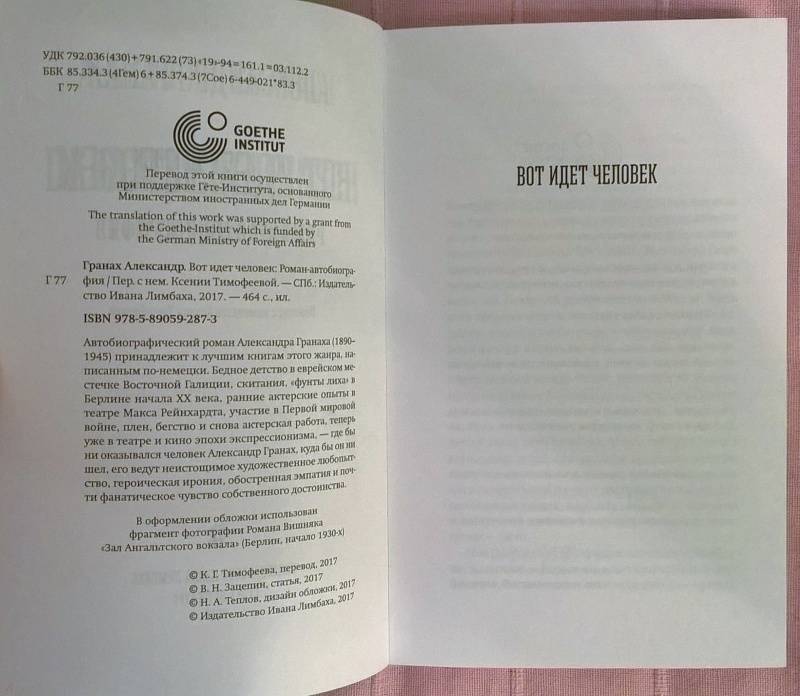 УДК 792.036 (430) + 791.622 (73) «19»-94 = 161.1 = 03.112.2
ББК 85.334.3 (4Гем) 6 + 85.374.3 (7Сое) 6-449-021*83.3
Г 77
GOETHE
INSTITUT
Перевод этой книги осуществлен
при поддержке Гёте-Института, основанного
Министерством иностранных дел Германии
The translation of this work was supported by a grant from
the Goethe-Institut which is funded by
the German Ministry of Foreign Affairs
Гранах Александр. Вот идет человек: Роман-автобиогра-
Г 77 фия / Пер. с нем. Ксении Тимофеевой. — СПб.: Издатель-
ство Ивана Лимбаха, 2017. — 464 с., ил.
ISBN 978-5-89059-287-3
Автобиографический роман Александра Гранаха (1890–
1945) принадлежит к лучшим книгам этого жанра, на-
писанным по-немецки. Бедное детство в еврейском ме-
стечке Восточной Галиции, скитания, «фунты лиха» в
Берлине начала XX века, ранние актерские опыты в
театре Макса Рейнхардта, участие в Первой мировой
войне, плен, бегство и снова актерская работа, теперь
уже в театре и кино эпохи экспрессионизма, — где бы
ни оказывался человек Александр Гранах, куда бы он ни
шел, его ведут неистощимое художественное любопыт-
ство, героическая ирония, обостренная эмпатия и поч-
ти фанатическое чувство собственного достоинства.
В оформлении обложки использован
фрагмент фотографии Романа Вишняка
«Зал Ангальтского вокзала» (Берлин, начало 1930-х)
© К. Г. Тимофеева, перевод, 2017
© В. Н. Зацепин, статья, 2017
© Н. А. Теплов, дизайн обложки, 2017
© Издательство Ивана Лимбаха, 2017
ВОТ ИДЕТ ЧЕЛОВЕК